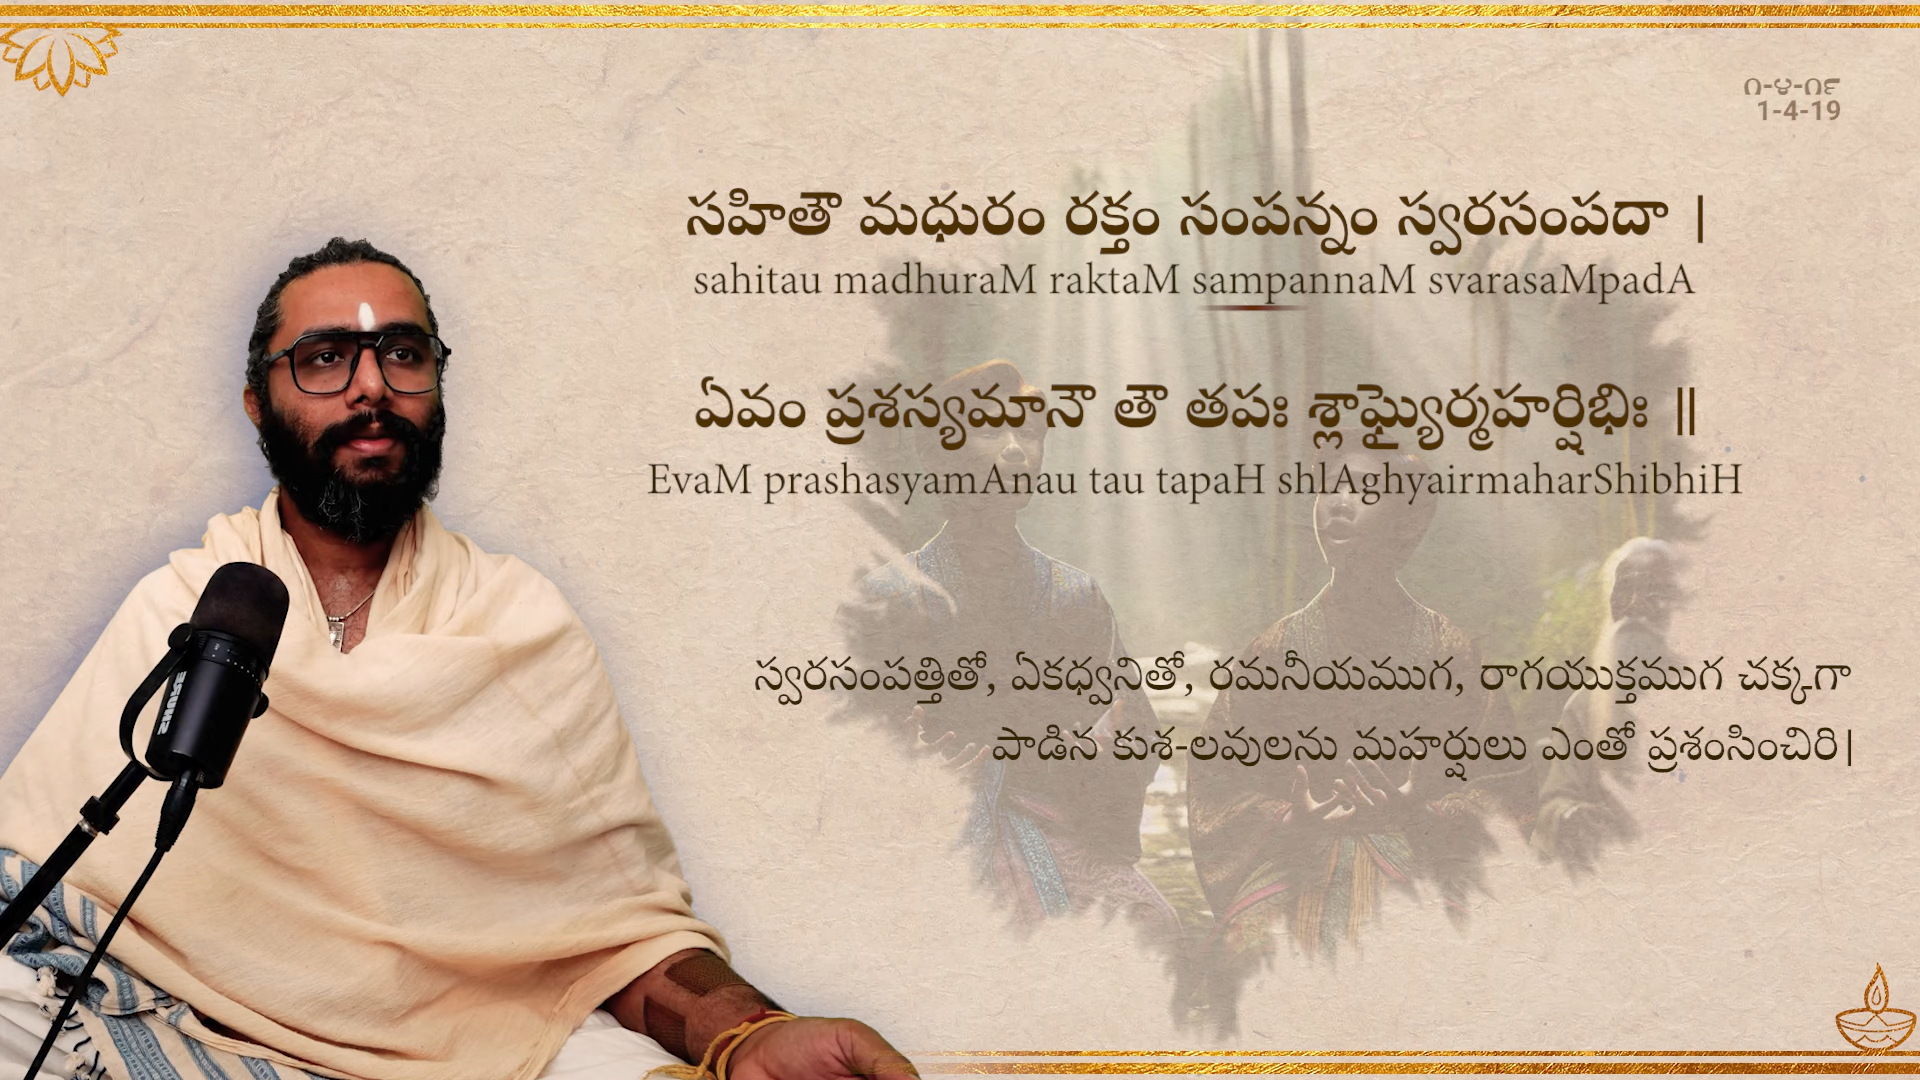 ౧-౪-౧౯
1-4-19
సహితౌ మధురం రక్తం సంపన్నం స్వరసంపదా |
sahitau madhuraM raktaM sampannaM svarasaMpadA
ఏవం ప్రశస్యమానౌ తౌ తపః శ్లాఘ్యైర్మహర్షిభిః ||
EvaM prashasyamAnau tau tapaH shlAghyairmaharShibhiH
స్వరసంపత్తితో, ఏకధ్వనితో, రమనీయముగ, రాగయుక్తముగ చక్కగా
పాడిన కుశ-లవులను మహర్షులు ఎంతో ప్రశంసించిరి|
SHURE